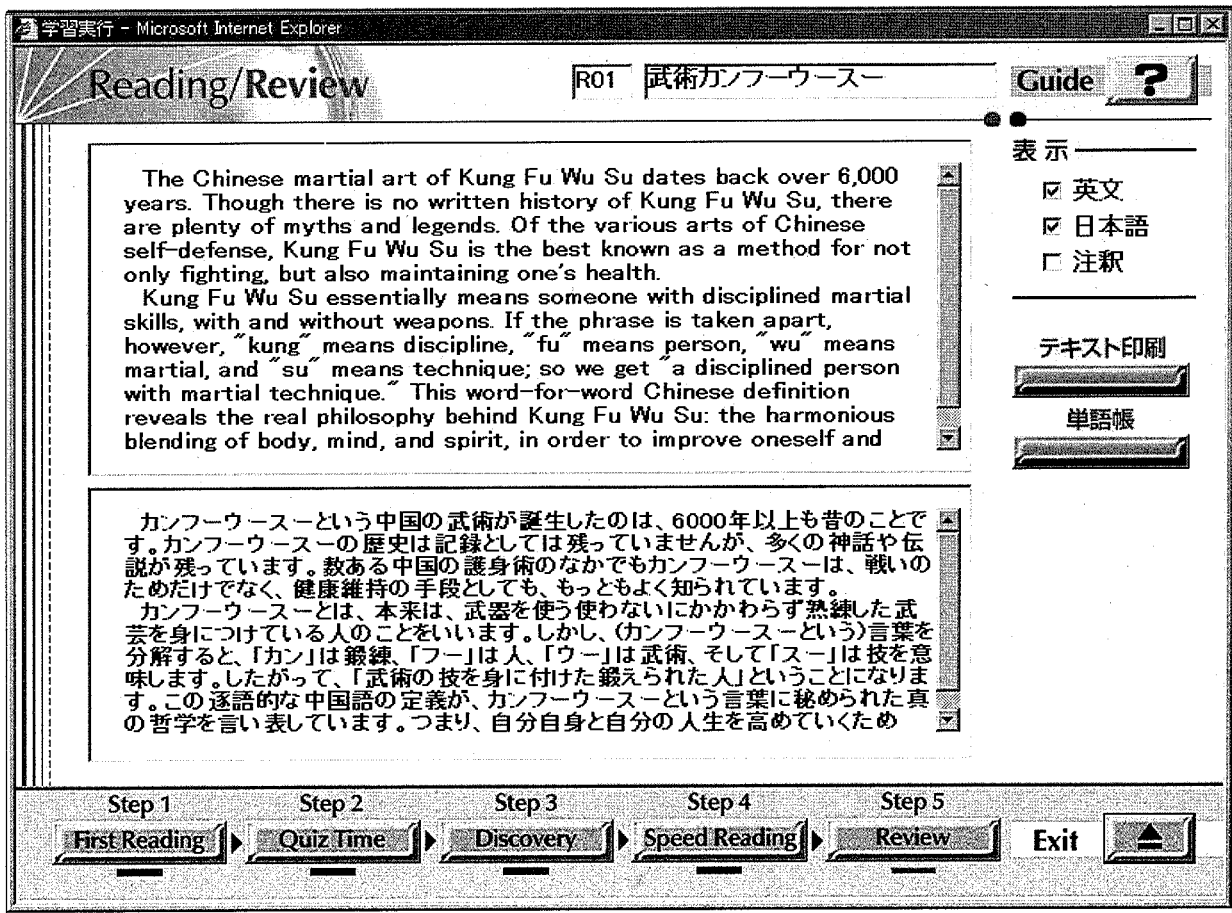 学習実行 - Microsoft Internet Explorer
Reading/Review
R01 武術カンフーウースー
Guide ?
The Chinese martial art of Kung Fu Wu Su dates back over 6,000
years. Though there is no written history of Kung Fu Wu Su, there
are plenty of myths and legends. Of the various arts of Chinese
self-defense, Kung Fu Wu Su is the best known as a method for not
only fighting, but also maintaining one's health.
Kung Fu Wu Su essentially means someone with disciplined martial
skills, with and without weapons. If the phrase is taken apart,
however, "kung" means discipline, "fu" means person, "wu" means
martial, and "su" means technique; so we get "a disciplined person
with martial technique." This word-for-word Chinese definition
reveals the real philosophy behind Kung Fu Wu Su: the harmonious
blending of body, mind, and spirit, in order to improve oneself and
表示
英文
日本語
注釈
テキスト印刷
単語帳
カンフーウースーという中国の武術が誕生したのは、6000年以上も昔のことで
す。カンフーウースーの歴史は記録としては残っていませんが、多くの神話や伝
説が残っています。数ある中国の護身術のなかでもカンフーウースーは、戦いの
ためだけでなく、健康維持の手段としても、もっともよく知られています。
カンフーウースーとは、本来は、武器を使う使わないにかかわらず熟練した武
芸を身につけている人のことをいいます。しかし、(カンフーウースーという)言葉を
分解すると、「カン」は鍛練、「フー」は人、「ウー」は武術、そして「スー」は技を意
味します。したがって、「武術の技を身に付けた鍛えられた人」ということになりま
す。この逐語的な中国語の定義が、カンフーウースーという言葉に秘められた真
の哲学を言い表しています。つまり、自分自身と自分の人生を高めていくため
Step 1 Step 2 Step 3 Step 4 Step 5
First Reading Quiz Time Discovery Speed Reading Review Exit